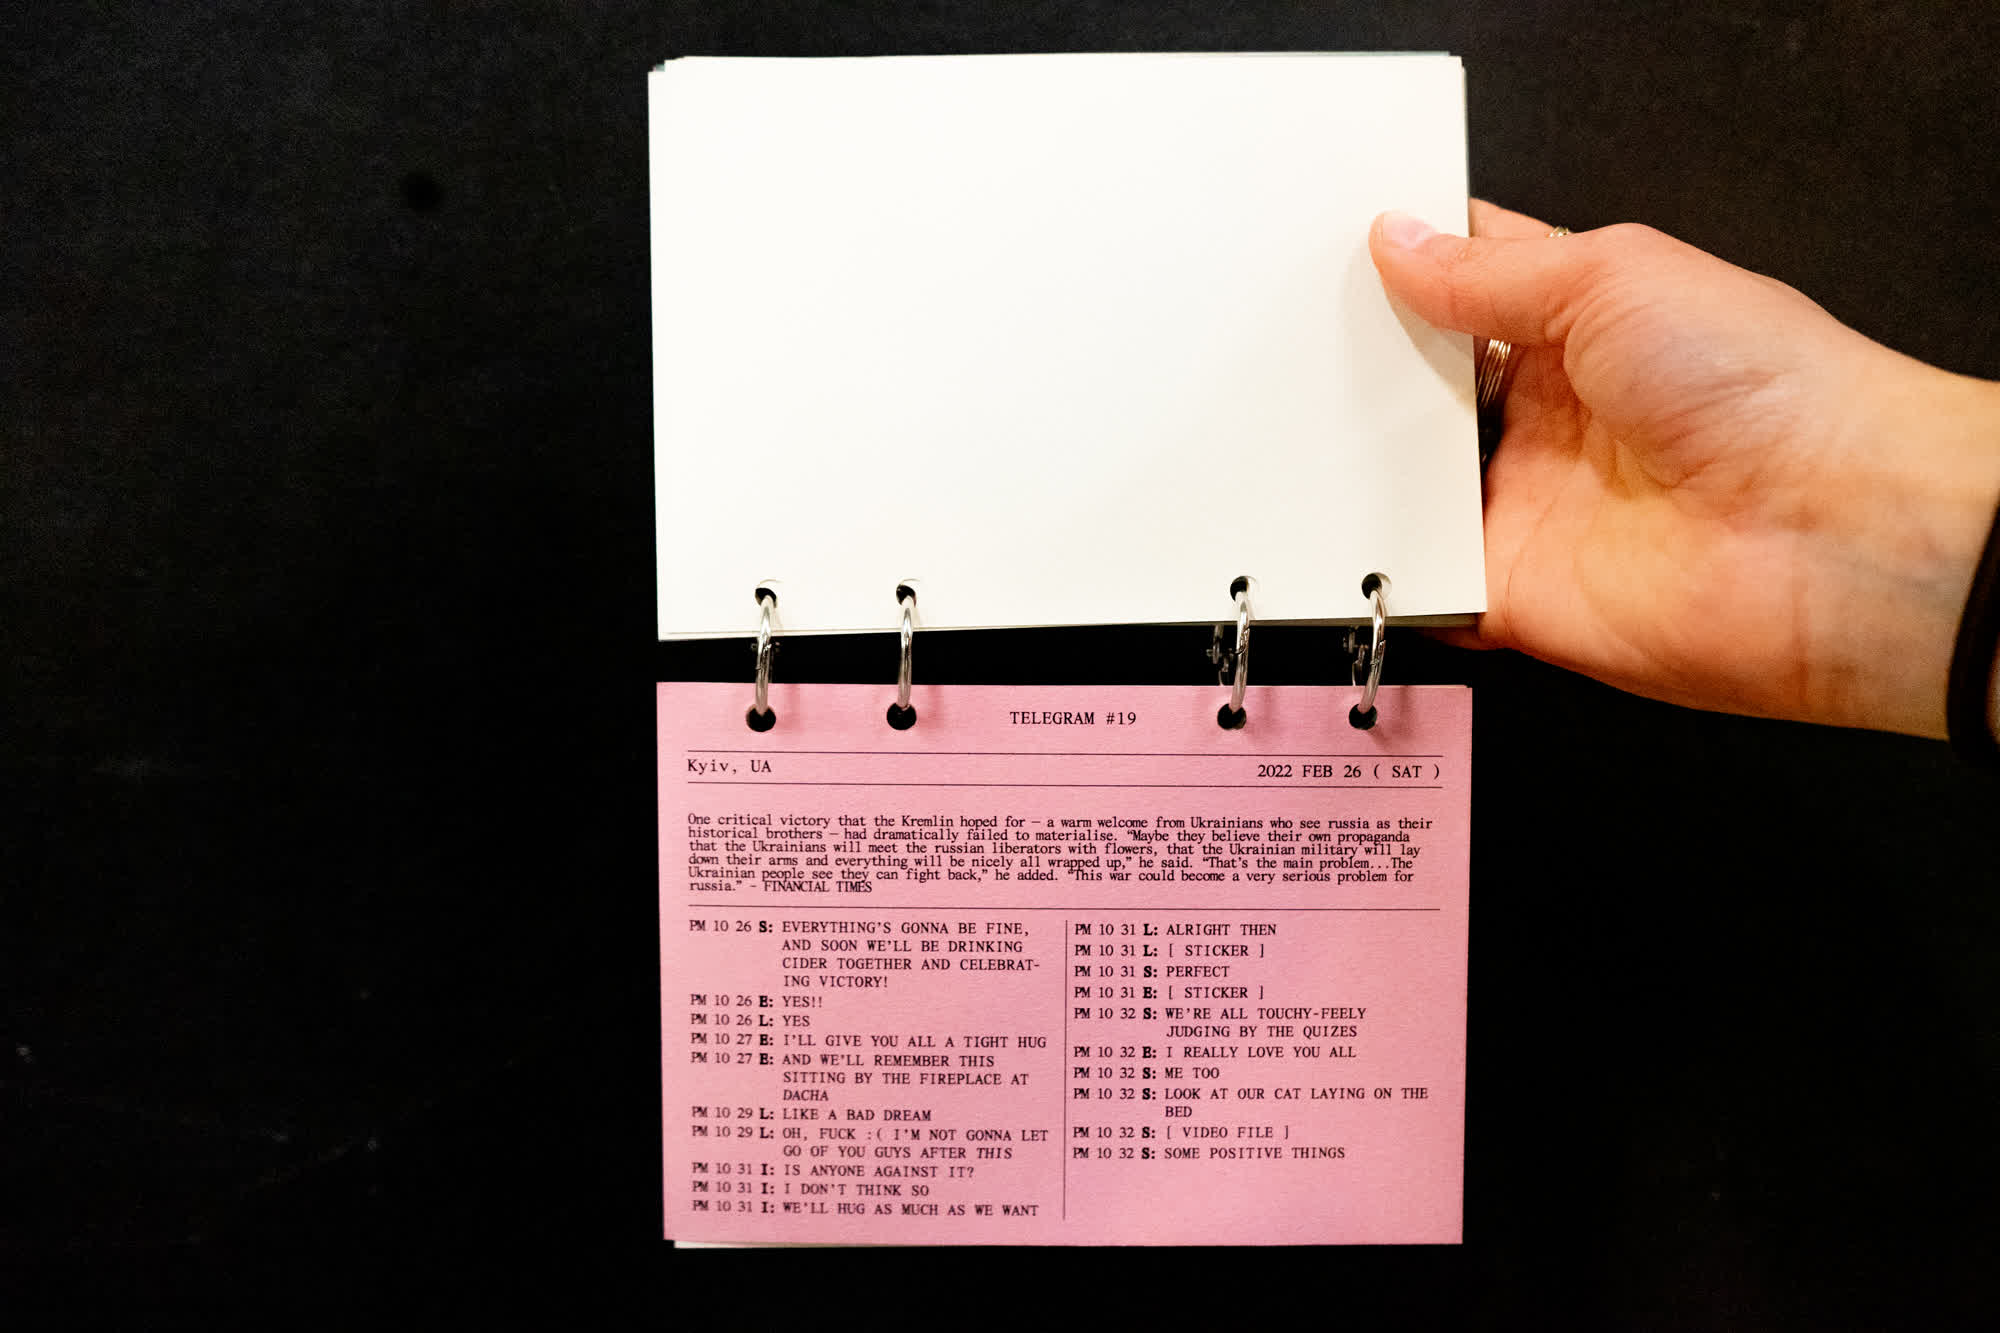 TELEGRAM #19
Kyiv, UA
2022 FEB 26 ( SAT )
One critical victory that the Kremlin hoped for — a warm welcome from Ukrainians who see russia as their
historical brothers — had dramatically failed to materialise. “Maybe they believe their own propaganda
that the Ukrainians will meet the russian liberators with flowers, that the Ukrainian military will lay
down their arms and everything will be nicely all wrapped up,” he said. “That’s the main problem...The
Ukrainian people see they can fight back,” he added. “This war could become a very serious problem for
russia.” - FINANCIAL TIMES
PM 10 26 S: EVERYTHING’S GONNA BE FINE,
AND SOON WE’LL BE DRINKING
CIDER TOGETHER AND CELEBRAT-
ING VICTORY!
PM 10 26 E: YES!!
PM 10 26 L: YES
PM 10 27 E: I’LL GIVE YOU ALL A TIGHT HUG
PM 10 27 E: AND WE’LL REMEMBER THIS
SITTING BY THE FIREPLACE AT
DACHA
PM 10 29 L: LIKE A BAD DREAM
PM 10 29 L: OH, FUCK :( I’M NOT GONNA LET
GO OF YOU GUYS AFTER THIS
PM 10 31 I: IS ANYONE AGAINST IT?
PM 10 31 I: I DON’T THINK SO
PM 10 31 I: WE’LL HUG AS MUCH AS WE WANT
PM 10 31 L: ALRIGHT THEN
PM 10 31 L: [ STICKER ]
PM 10 31 S: PERFECT
PM 10 31 E: [ STICKER ]
PM 10 32 S: WE’RE ALL TOUCHY-FEELY
JUDGING BY THE QUIZES
PM 10 32 E: I REALLY LOVE YOU ALL
PM 10 32 S: ME TOO
PM 10 32 S: LOOK AT OUR CAT LAYING ON THE
BED
PM 10 32 S: [ VIDEO FILE ]
PM 10 32 S: SOME POSITIVE THINGS